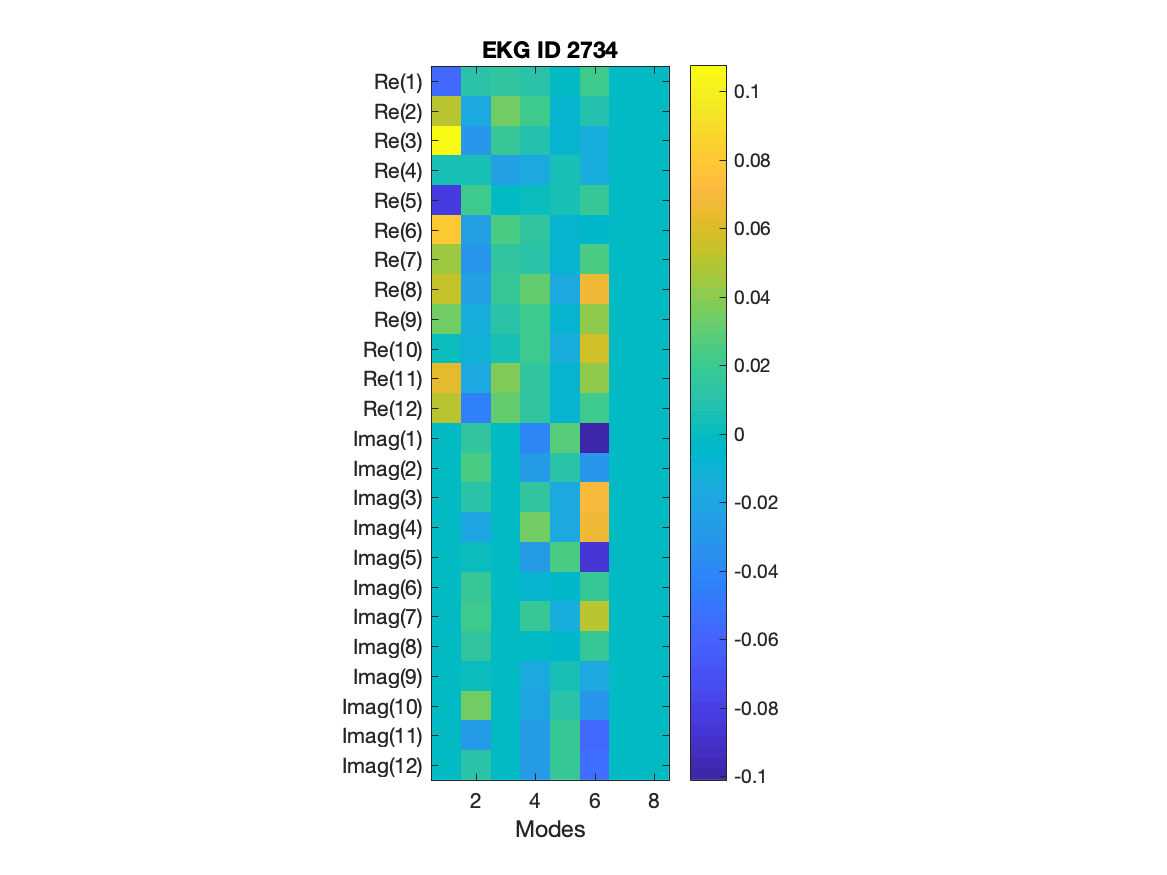 EKG ID 2734
Re(1)
Re(2)
Re(3)
Re(4)
Re(5)
Re(6)
Re(7)
Re(8)
Re(9)
Re(10)
Re(11)
Re(12)
Imag(1)
Imag(2)
Imag(3)
Imag(4)
Imag(5)
Imag(6)
Imag(7)
Imag(8)
Imag(9)
Imag(10)
Imag(11)
Imag(12)
2 4 6 8
Modes
0.1
0.08
0.06
0.04
0.02
0
-0.02
-0.04
-0.06
-0.08
-0.1